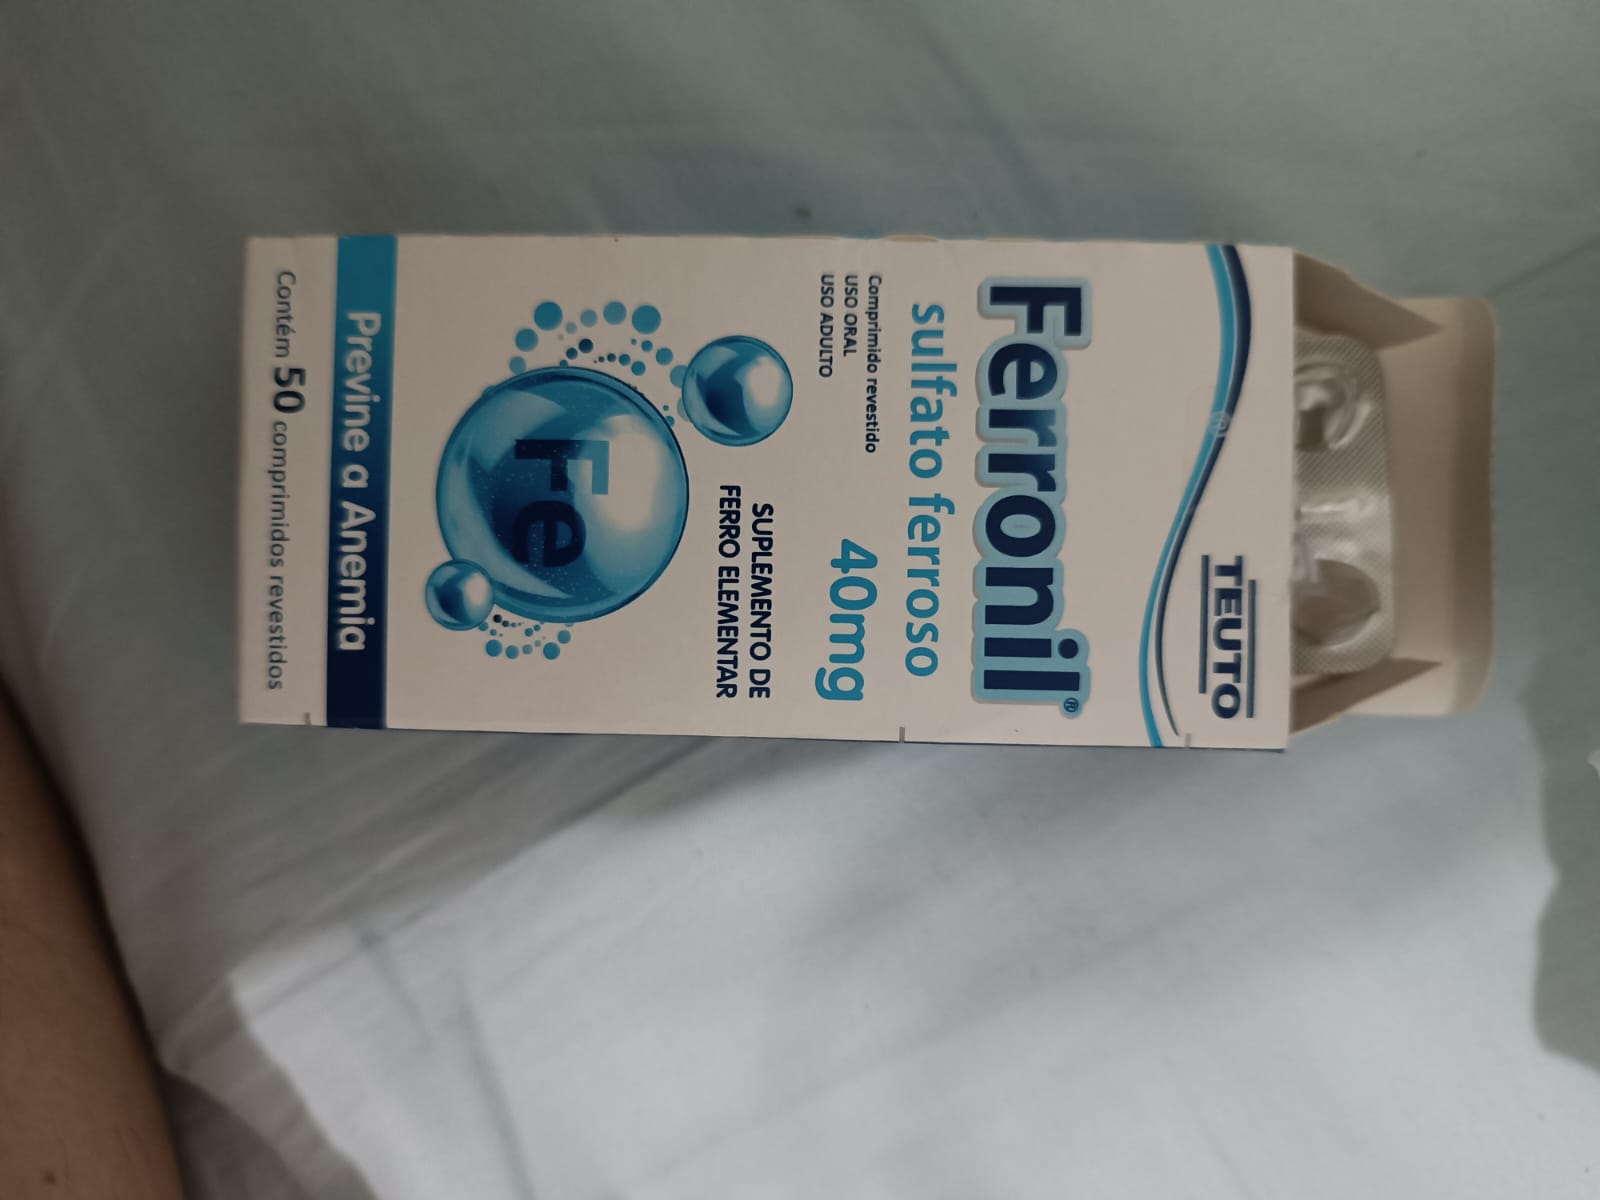 TEUTO
Ferronil®
sulfato ferroso
Comprimido revestido
USO ORAL
USO ADULTO
40mg
SUPLEMENTO DE
FERRO ELEMENTAR
Fe
Previne a Anemia
Contém 50 comprimidos revestidos